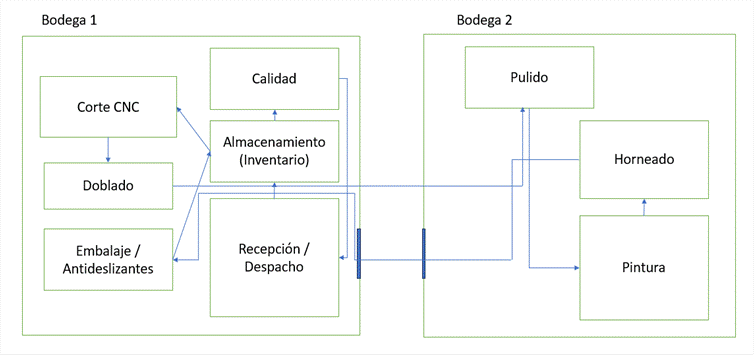 Bodega 1
Bodega 2
Calidad
Pulido
Corte CNC
Almacenamiento
(Inventario)
Horneado
Doblado
Embalaje /
Antideslizantes
Recepción /
Despacho
Pintura